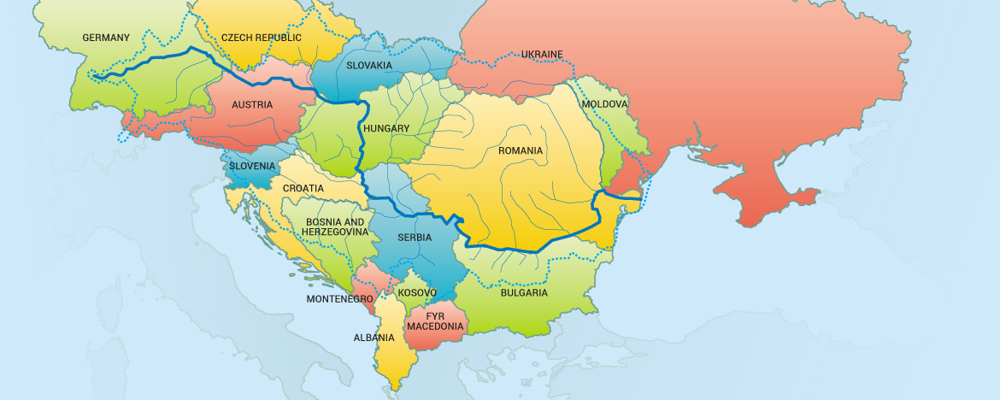 GERMANY
CZECH REPUBLIC
UKRAINE
SLOVAKIA
AUSTRIA
MOLDOVA
HUNGARY
ROMANIA
SLOVENIA
CROATIA
BOSNIA AND
HERZEGOVINA
SERBIA
MONTENEGRO
KOSOVO
BULGARIA
FYR
MACEDONIA
ALBANIA